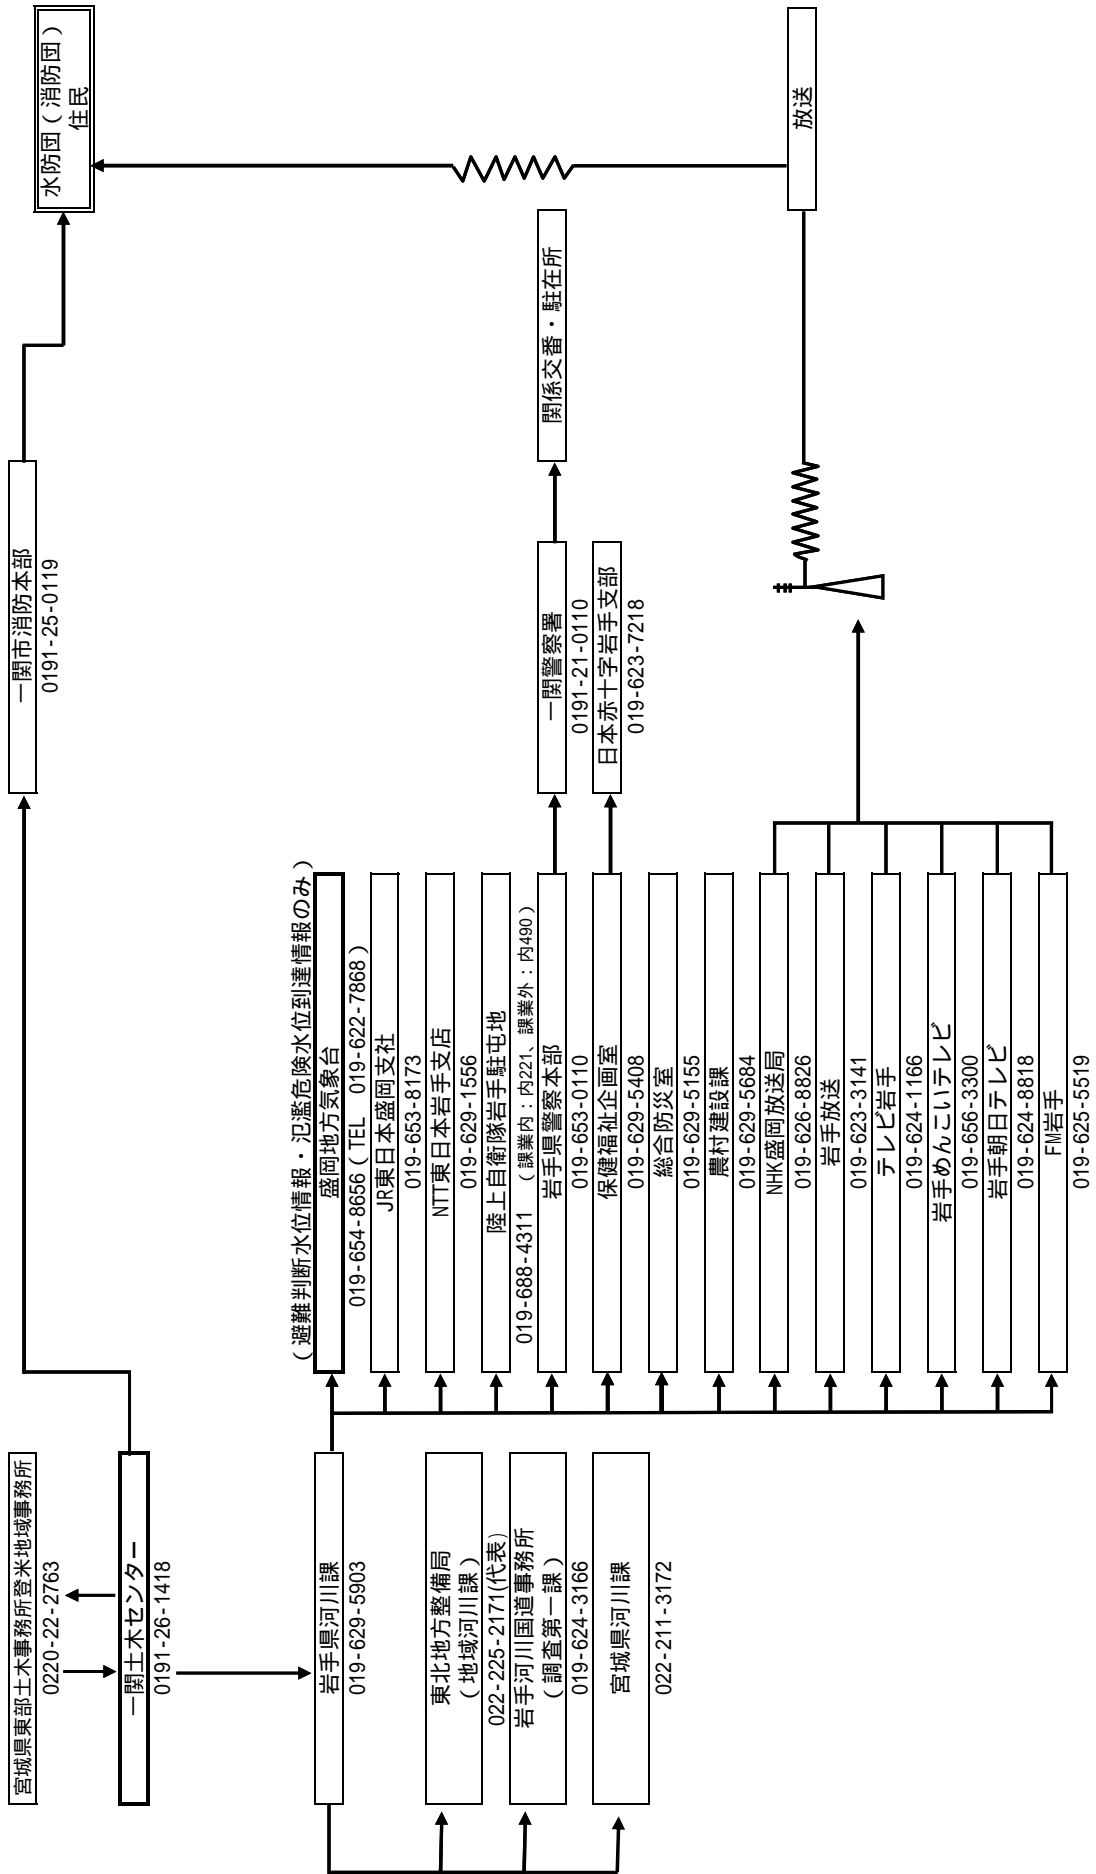 宮城県東部土木事務所登米地域事務所
0220-22-2763
一関土木センター
0191-26-1418
一関市消防本部
0191-25-0119
水防団（消防団）
住民
岩手県河川課
019-629-5903
東北地方整備局
（地域河川課）
022-225-2171(代表)
岩手河川国道事務所
（調査第一課）
019-624-3166
宮城県河川課
022-211-3172
（避難判断水位情報・氾濫危険水位到達情報のみ）
盛岡地方気象台
019-654-8656（TEL 019-622-7868）
JR東日本盛岡支社
019-653-8173
NTT東日本岩手支店
019-629-1556
陸上自衛隊岩手駐屯地
019-688-4311 （課業内：内221、課業外：内490）
岩手県警察本部
019-653-0110
保健福祉企画室
019-629-5408
総合防災室
019-629-5155
農村建設課
019-629-5684
NHK盛岡放送局
019-626-8826
岩手放送
019-623-3141
テレビ岩手
019-624-1166
岩手めんこいテレビ
019-656-3300
岩手朝日テレビ
019-624-8818
FM岩手
019-625-5519
一関警察署
0191-21-0110
日本赤十字岩手支部
019-623-7218
関係交番・駐在所
放送